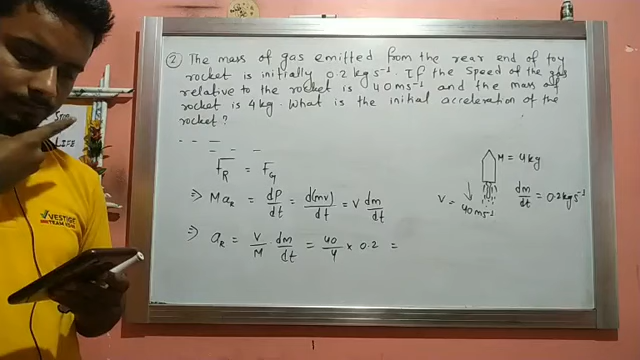 ② The mass of gas emitted from the rear end of toy
rocket is initially 0.2 kg s⁻¹. If the speed of the gas
relative to the rocket is 40 ms⁻¹ and the mass of
rocket is 4 kg. What is the initial acceleration of the
rocket?
F_R = F_G
⇒ Ma_R = dP/dt = d(mv)/dt = V dm/dt
⇒ a_R = V/M dm/dt = 40/4 × 0.2 =
M = 4 kg
V = 40 ms⁻¹
dm/dt = 0.2 kg s⁻¹
LIFE
VESTIGE